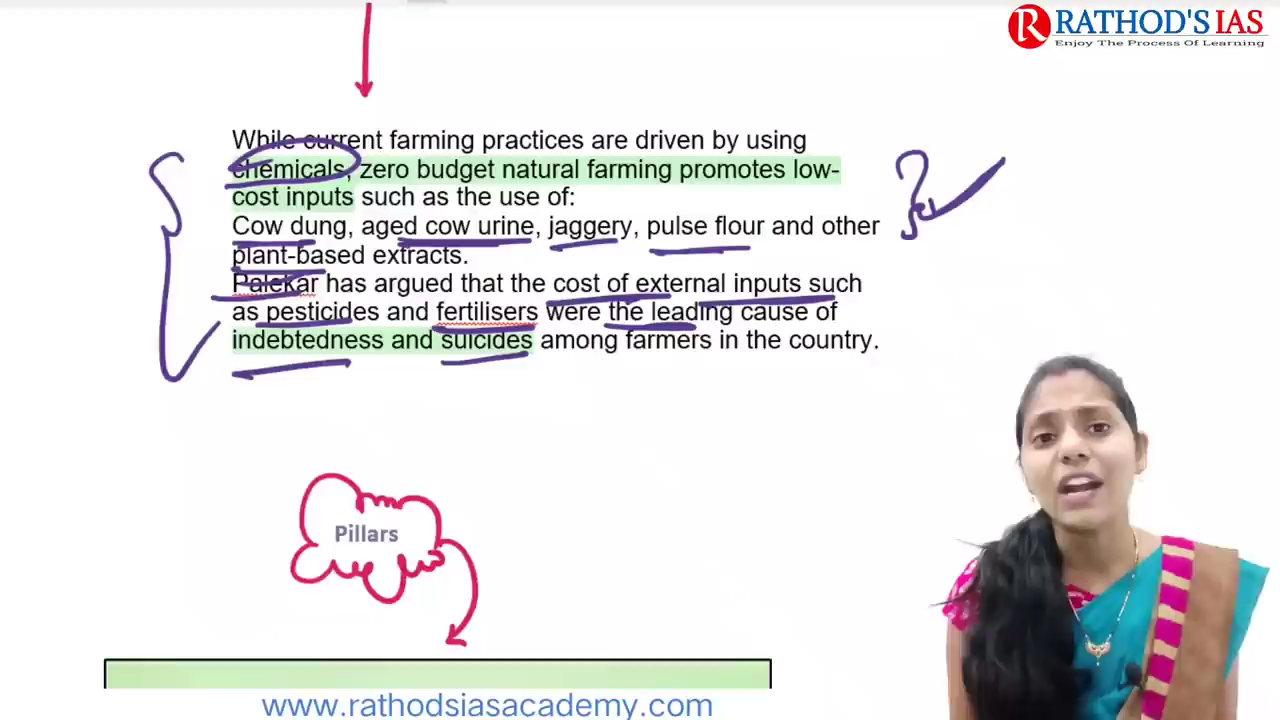 RATHOD'S IAS
Enjoy The Process Of Learning
While current farming practices are driven by using
chemicals, zero budget natural farming promotes low-
cost inputs such as the use of:
Cow dung, aged cow urine, jaggery, pulse flour and other
plant-based extracts.
Palekar has argued that the cost of external inputs such
as pesticides and fertilisers were the leading cause of
indebtedness and suicides among farmers in the country.
Pillars
www.rathodsiasacademy.com